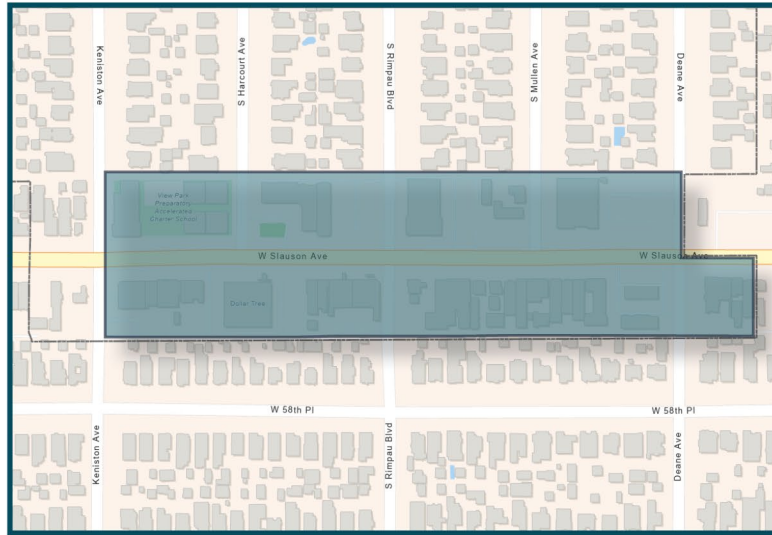 Keniston Ave
S Harcourt Ave
S Rimpau Blvd
S Mullen Ave
Deane Ave
View Park
Preparatory
Accelerated
Charter School
W Slauson Ave
W Slauson Ave
Dollar Tree
W 58th Pl
W 58th Pl
Keniston Ave
S Rimpau Blvd
Deane Ave